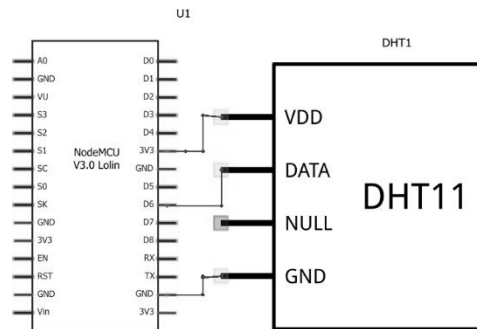 U1
DHT1
A0
GND
VU
S3
S2
S1
SC
S0
SK
GND
3V3
EN
RST
GND
Vin
NodeMCU
V3.0 Lolin
D0
D1
D2
D3
D4
3V3
GND
D5
D6
D7
D8
RX
TX
GND
3V3
VDD
DATA
NULL
GND
DHT11